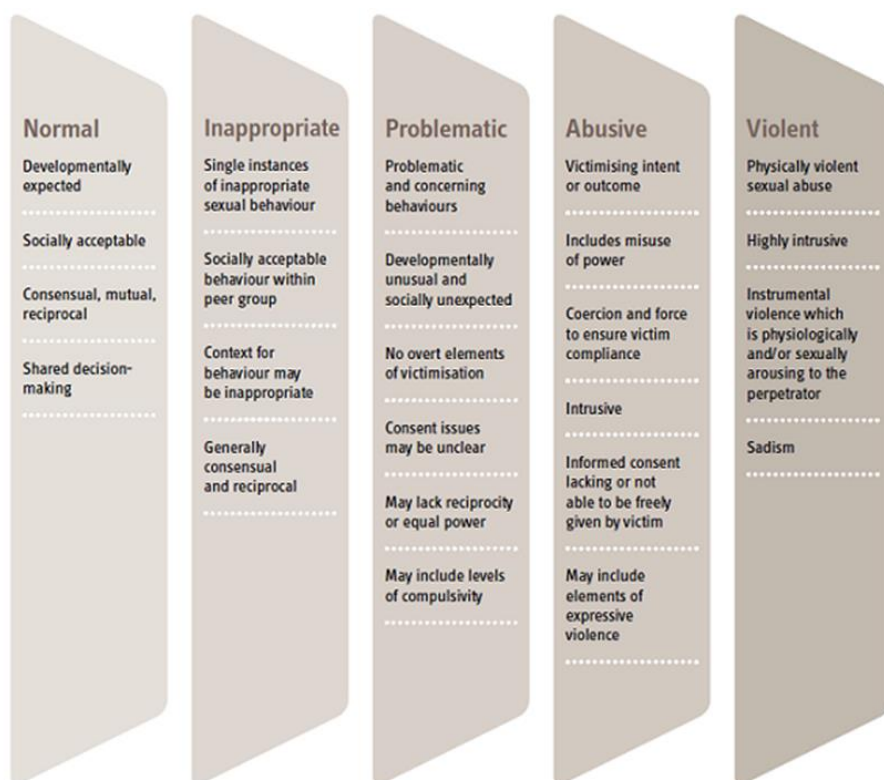 Normal
Developmentally
expected
Socially acceptable
Consensual, mutual,
reciprocal
Shared decision-
making
Inappropriate
Single instances
of inappropriate
sexual behaviour
Socially acceptable
behaviour within
peer group
Context for
behaviour may
be inappropriate
Generally
consensual
and reciprocal
Problematic
Problematic
and concerning
behaviours
Developmentally
unusual and
socially unexpected
No overt elements
of victimisation
Consent issues
may be unclear
May lack reciprocity
or equal power
May include levels
of compulsivity
Abusive
Victimising intent
or outcome
Includes misuse
of power
Coercion and force
to ensure victim
compliance
Intrusive
Informed consent
lacking or not
able to be freely
given by victim
May include
elements of
expressive
violence
Violent
Physically violent
sexual abuse
Highly intrusive
Instrumental
violence which
is physiologically
and/or sexually
arousing to the
perpetrator
Sadism